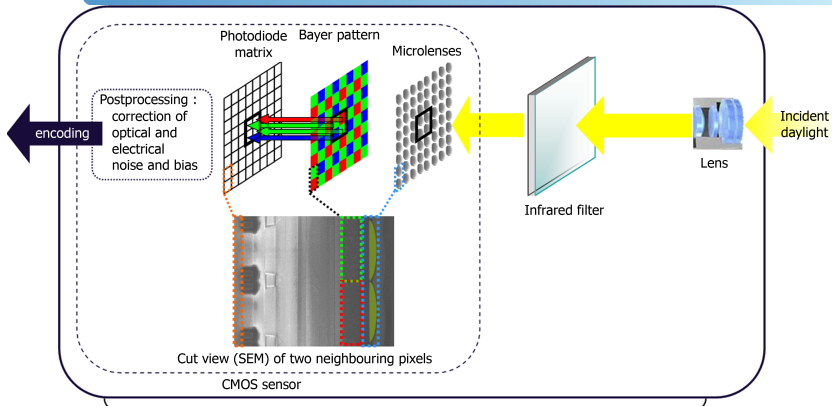 Photodiode
matrix
Bayer pattern
Microlenses
Postprocessing :
correction of
optical and
electrical
noise and bias
encoding
Incident
daylight
Lens
Infrared filter
Cut view (SEM) of two neighbouring pixels
CMOS sensor